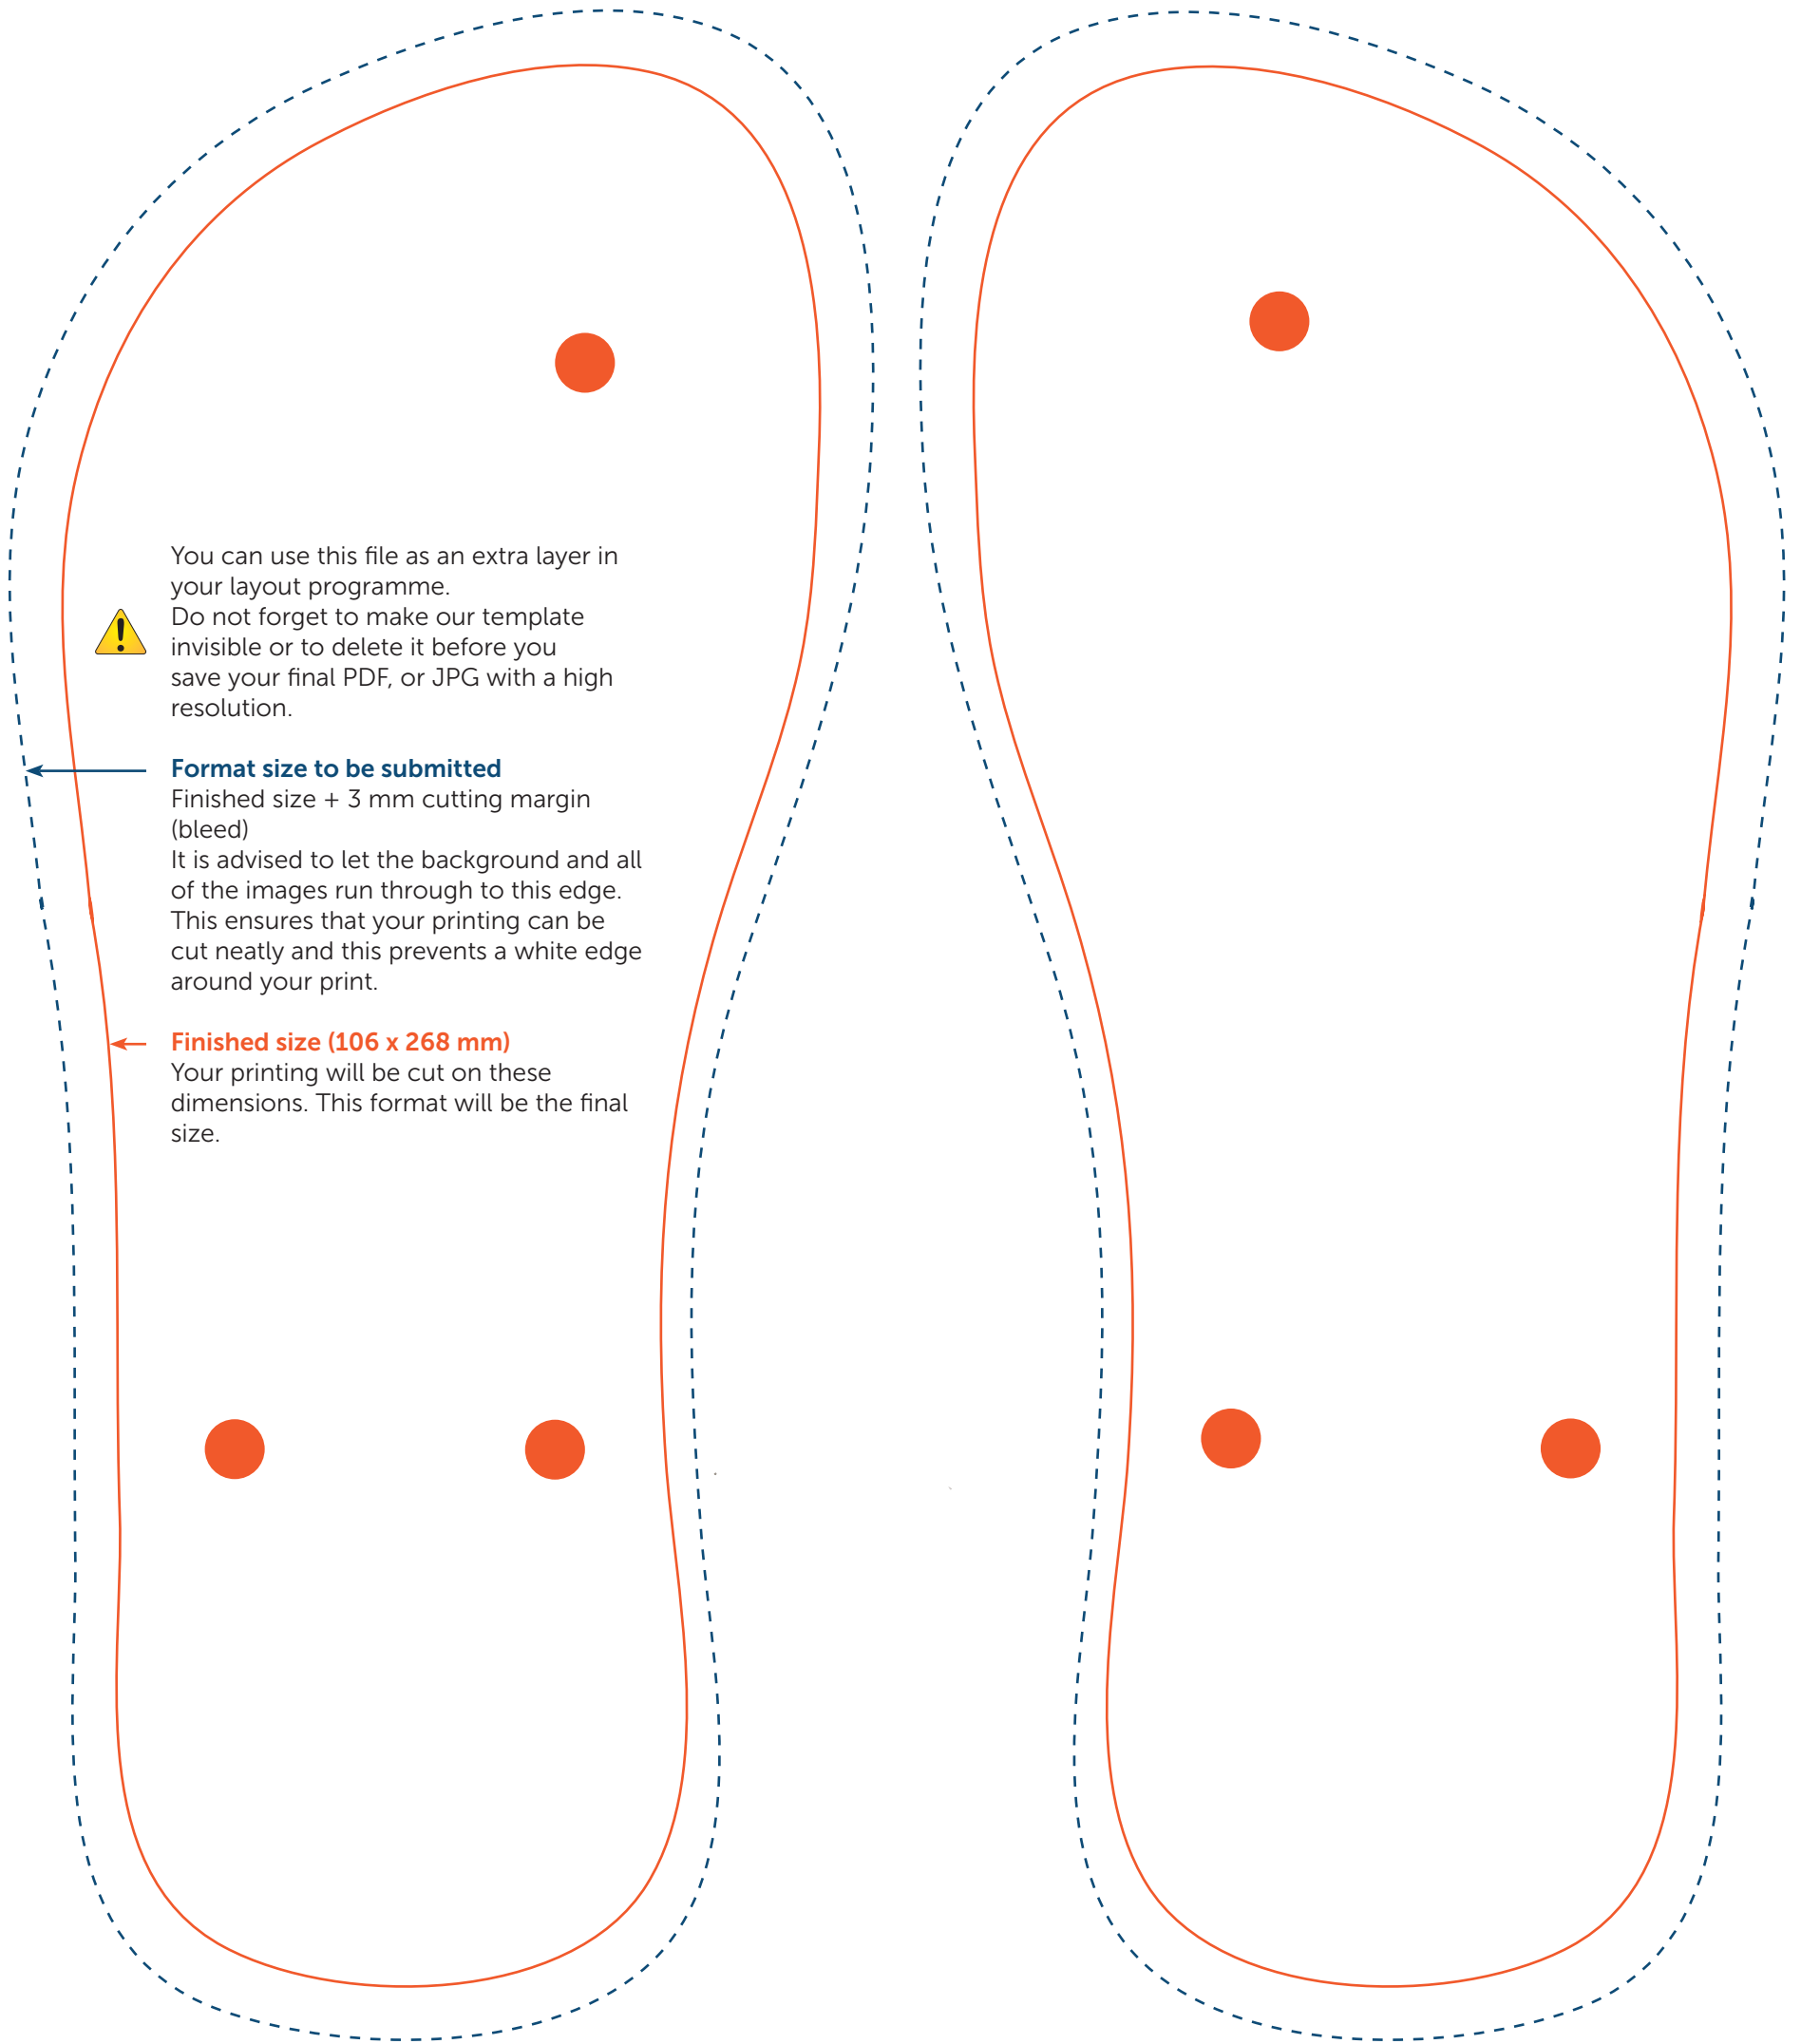 You can use this file as an extra layer in
your layout programme.
Do not forget to make our template
invisible or to delete it before you
save your final PDF, or JPG with a high
resolution.
Format size to be submitted
Finished size + 3 mm cutting margin
(bleed)
It is advised to let the background and all
of the images run through to this edge.
This ensures that your printing can be
cut neatly and this prevents a white edge
around your print.
Finished size (106 x 268 mm)
Your printing will be cut on these
dimensions. This format will be the final
size.